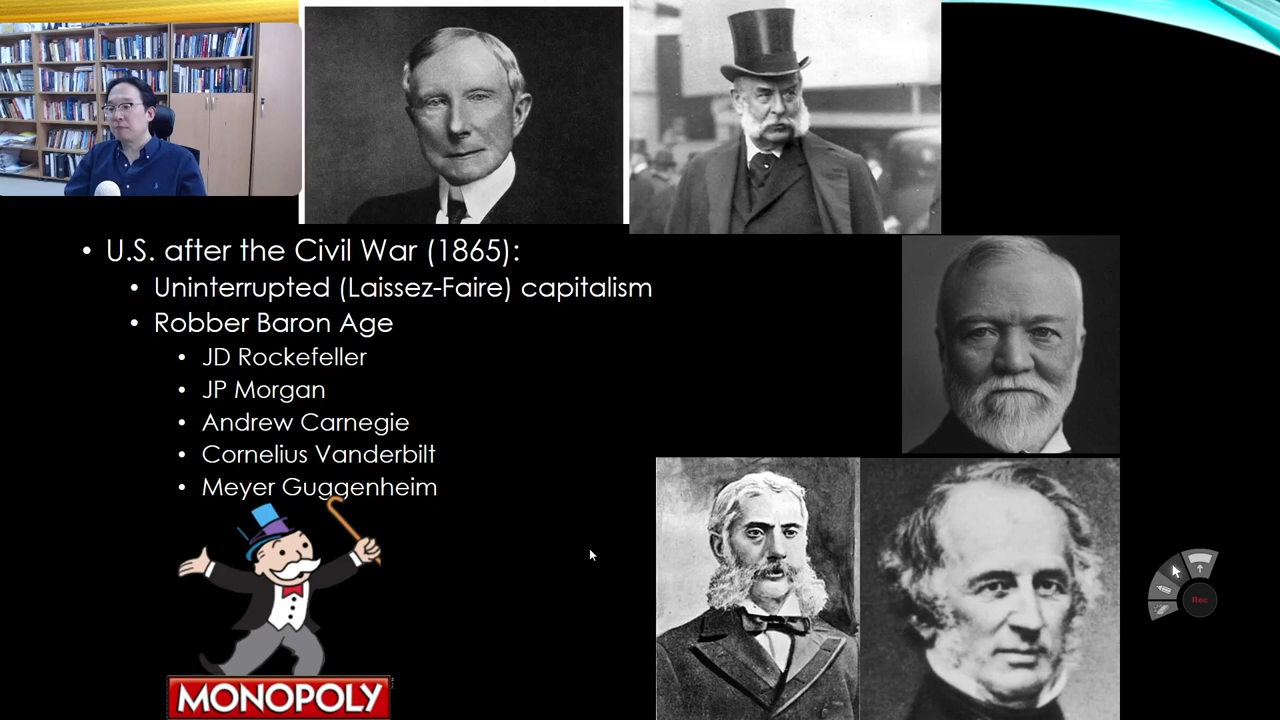 U.S. after the Civil War (1865):
Uninterrupted (Laissez-Faire) capitalism
Robber Baron Age
JD Rockefeller
JP Morgan
Andrew Carnegie
Cornelius Vanderbilt
Meyer Guggenheim
MONOPOLY
Rec